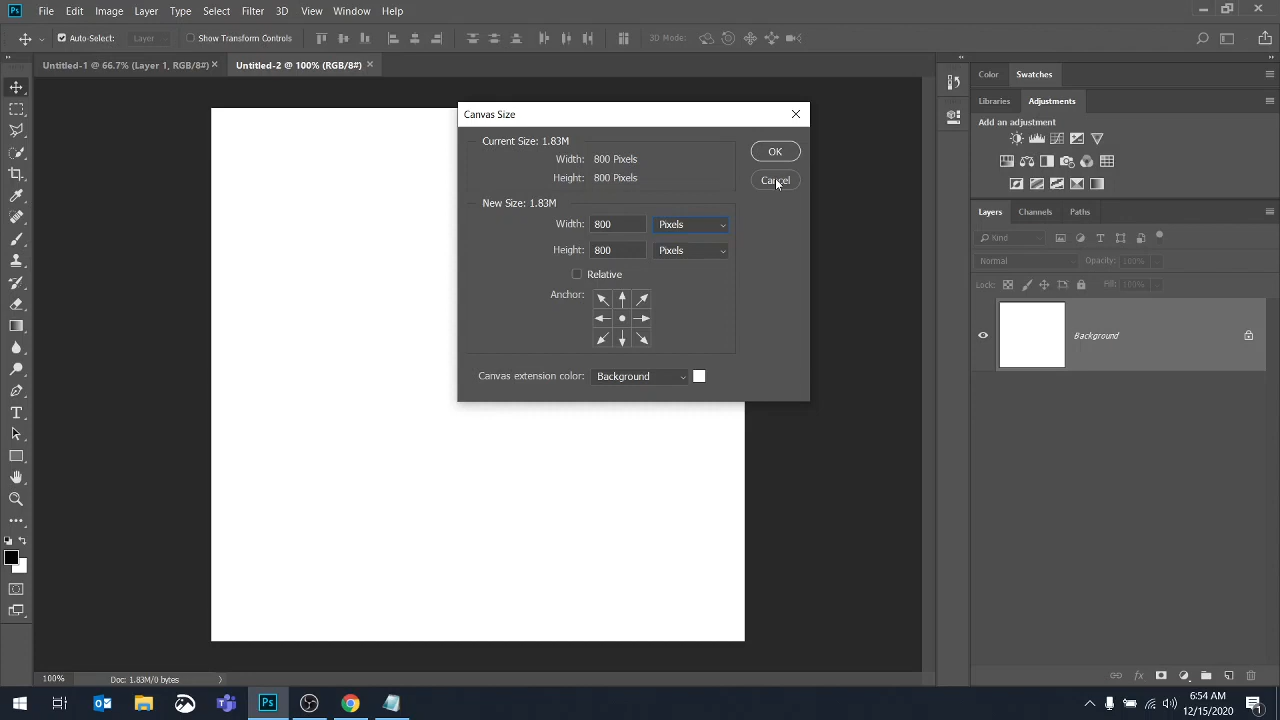 Ps File Edit Image Layer Type Select Filter 3D View Window Help
Auto-Select: Layer Show Transform Controls 3D Mode:
Untitled-1 @ 66.7% (Layer 1, RGB/8#) × Untitled-2 @ 100% (RGB/8#) ×
Color Swatches
Libraries Adjustments
Add an adjustment
Layers Channels Paths
Kind
Normal Opacity: 100%
Lock: Fill: 100%
Background
Canvas Size
Current Size: 1.83M
Width: 800 Pixels
Height: 800 Pixels
OK
Cancel
New Size: 1.83M
Width: 800 Pixels
Height: 800 Pixels
Relative
Anchor:
Canvas extension color: Background
100% Doc: 1.83M/0 bytes
Ps
6:54 AM
12/15/2020